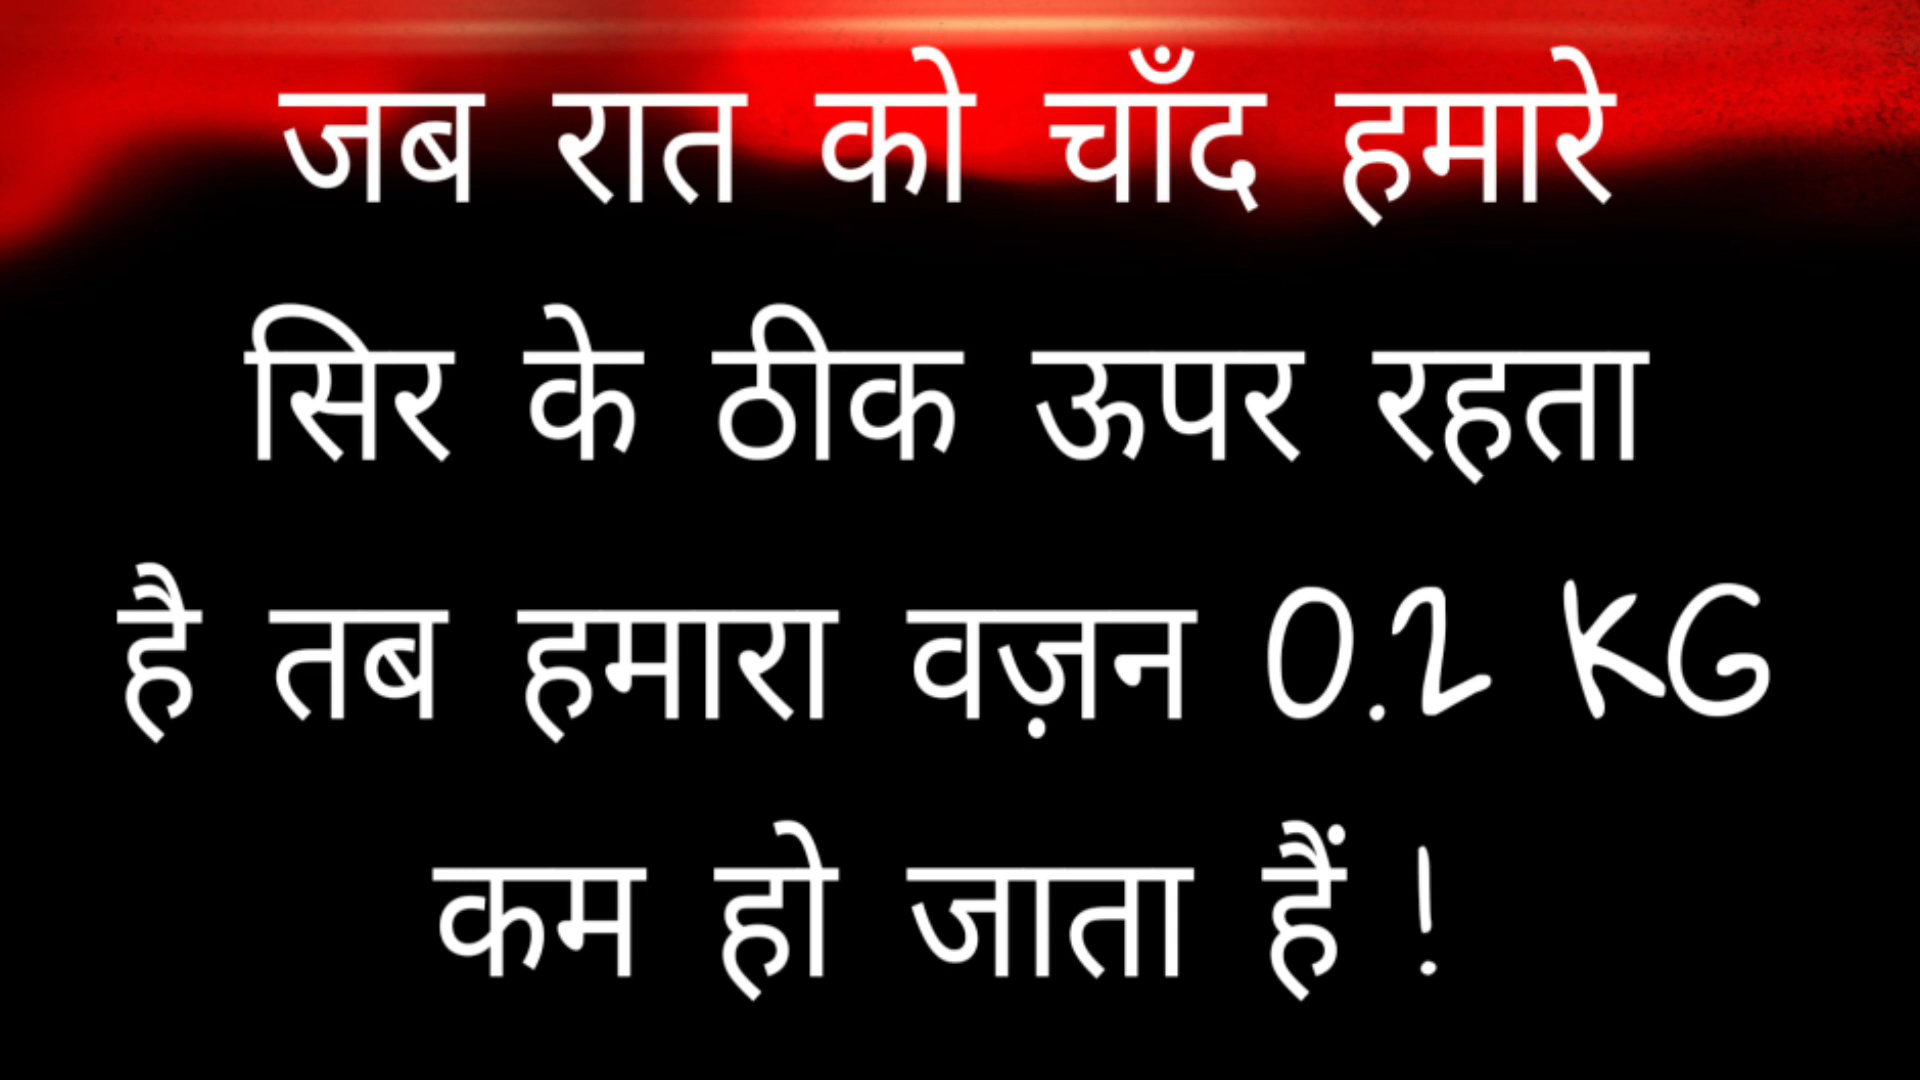 जब रात को चाँद हमारे
सिर के ठीक ऊपर रहता
है तब हमारा वज़न 0.2 KG
कम हो जाता हैं !